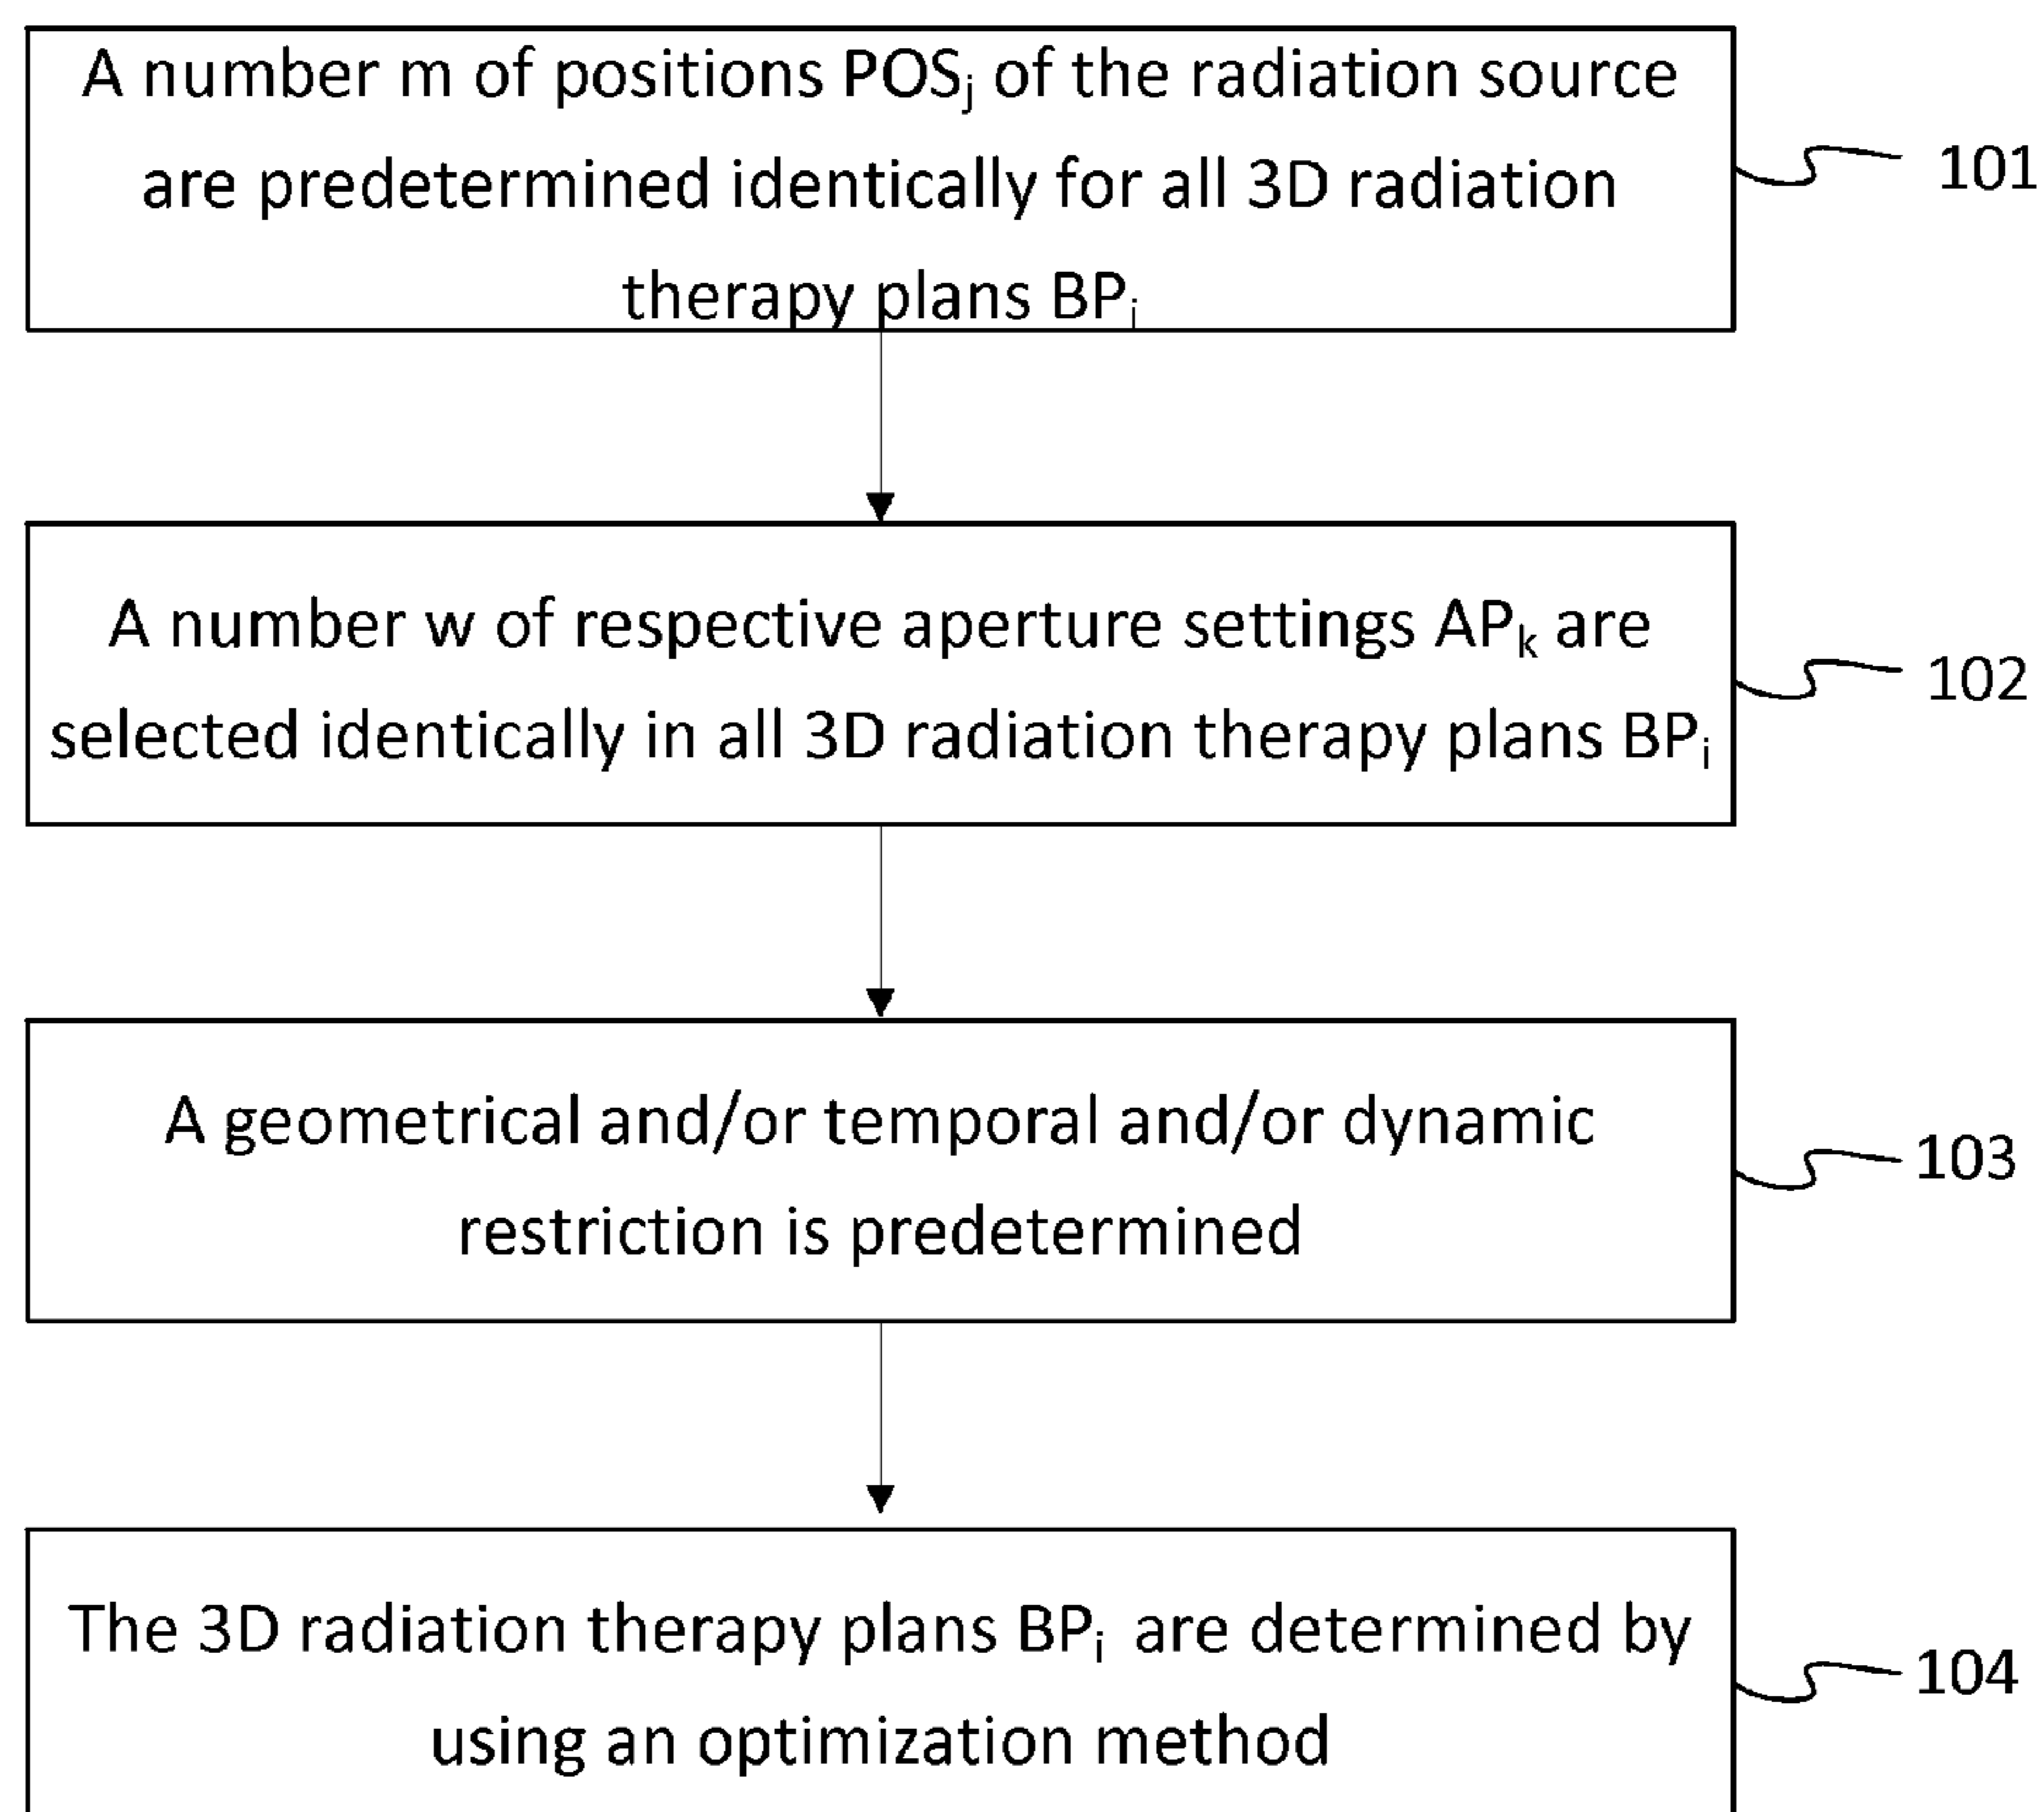 A number m of positions POSj of the radiation source
are predetermined identically for all 3D radiation
therapy plans BPi
101
A number w of respective aperture settings APk are
selected identically in all 3D radiation therapy plans BPi
102
A geometrical and/or temporal and/or dynamic
restriction is predetermined
103
The 3D radiation therapy plans BPi are determined by
using an optimization method
104